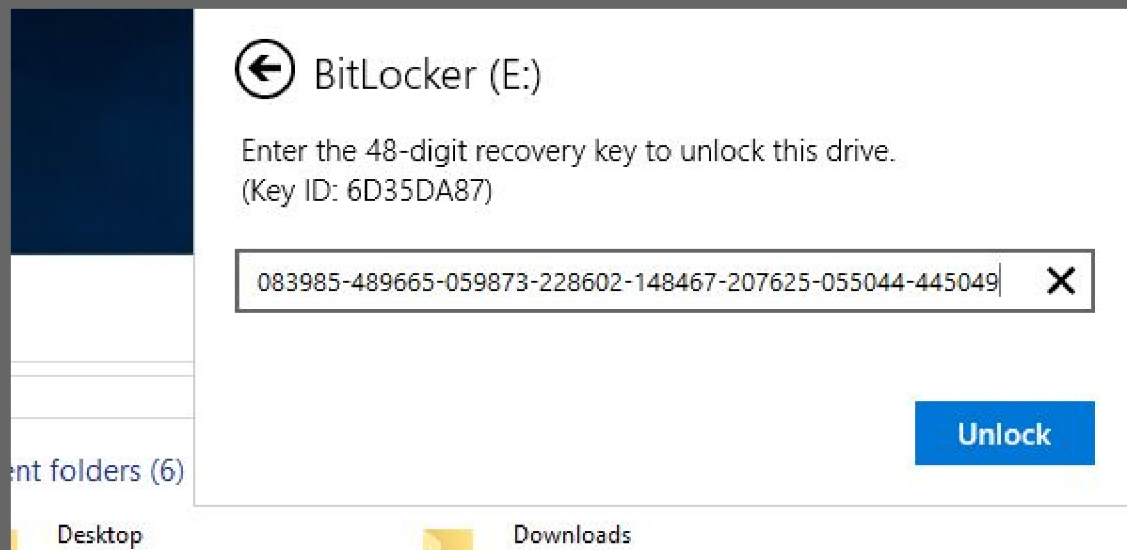 BitLocker (E:)
Enter the 48-digit recovery key to unlock this drive.
(Key ID: 6D35DA87)
083985-489665-059873-228602-148467-207625-055044-445049
Unlock
folders (6)
Desktop
Downloads